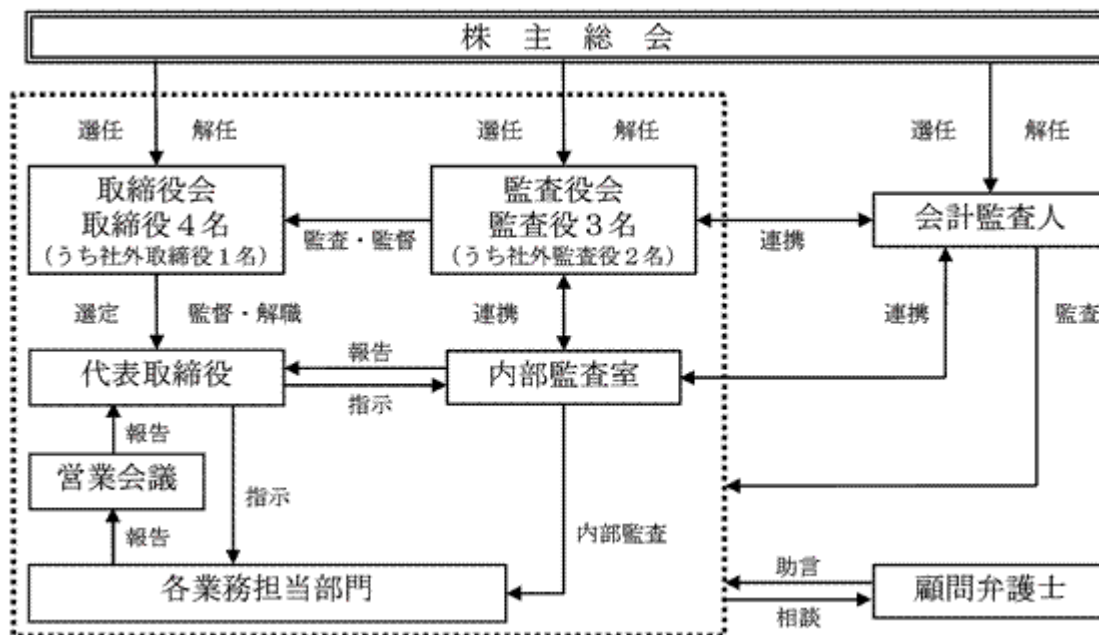 株主総会
選任
解任
選任
解任
選任
解任
取締役会
取締役４名
（うち社外取締役１名）
監査・監督
監査役会
監査役３名
（うち社外監査役２名）
連携
会計監査人
選定
監督・解職
連携
連携
監査
代表取締役
報告
指示
内部監査室
報告
営業会議
指示
報告
内部監査
各業務担当部門
助言
相談
顧問弁護士